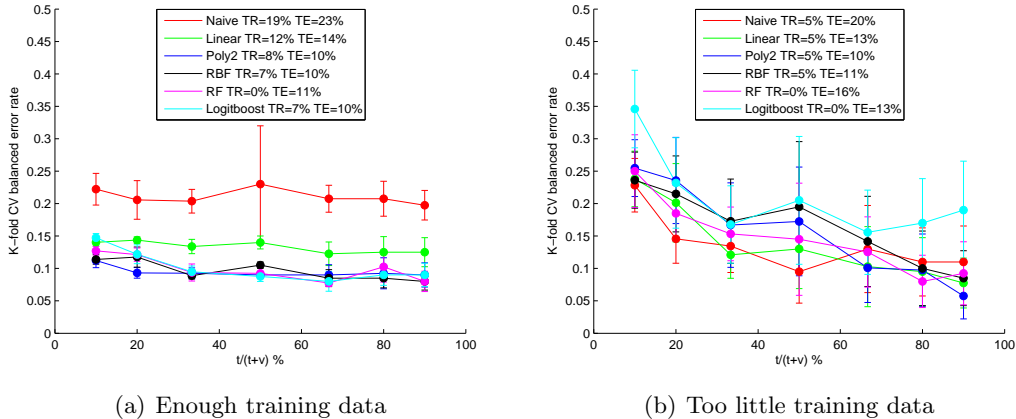 0.5
0.45
0.4
0.35
0.3
0.25
0.2
0.15
0.1
0.05
0
K−fold CV balanced error rate
Naive TR=19% TE=23%
Linear TR=12% TE=14%
Poly2 TR=8% TE=10%
RBF TR=7% TE=10%
RF TR=0% TE=11%
Logitboost TR=7% TE=10%
0 20 40 60 80 100
t/(t+v) %
(a) Enough training data
0.5
0.45
0.4
0.35
0.3
0.25
0.2
0.15
0.1
0.05
0
K−fold CV balanced error rate
Naive TR=5% TE=20%
Linear TR=5% TE=13%
Poly2 TR=5% TE=10%
RBF TR=5% TE=11%
RF TR=0% TE=16%
Logitboost TR=0% TE=13%
0 20 40 60 80 100
t/(t+v) %
(b) Too little training data